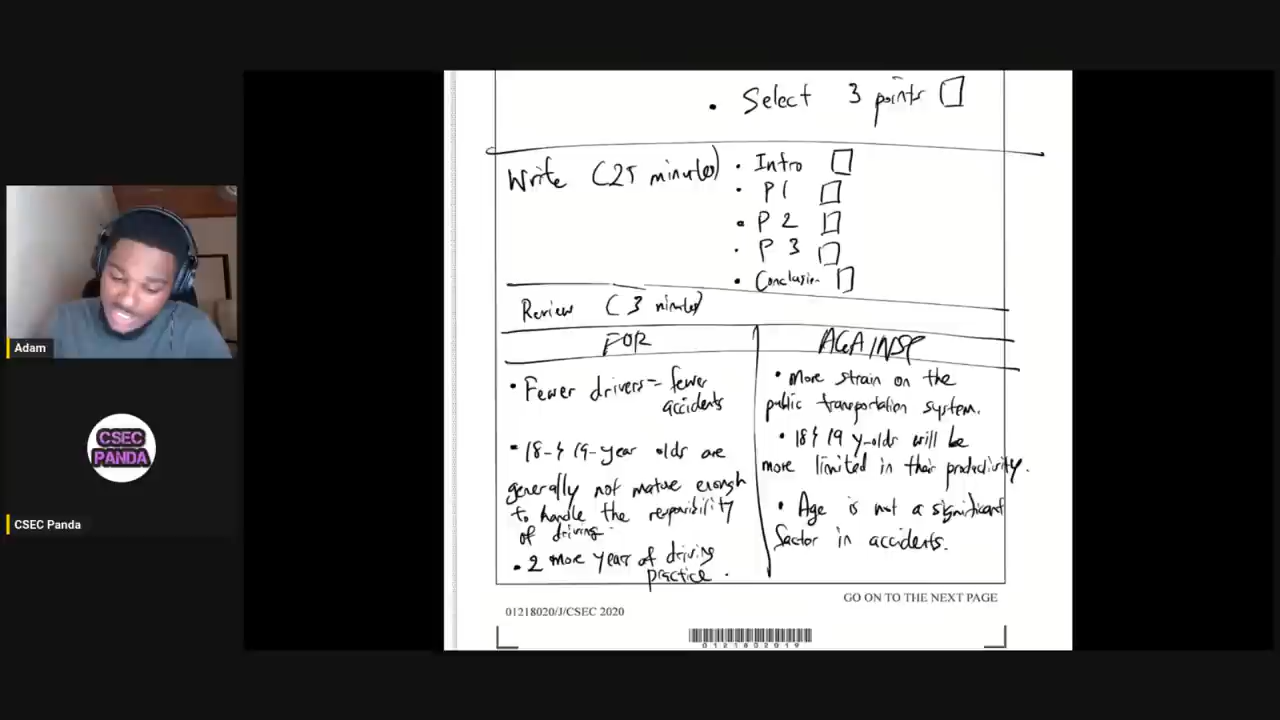 • Select 3 points
Write (25 minutes)
• Intro
• P1
• P2
• P3
• Conclusion
Review (3 minutes)
FOR
• Fewer drivers = fewer
accidents
• 18- & 19-year olds are
generally not mature enough
to handle the responsibility
of driving.
• 2 more years of driving
practice.
AGAINST
• More strain on the
public transportation system.
• 18 & 19 y-olds will be
more limited in their productivity.
• Age is not a significant
factor in accidents.
GO ON TO THE NEXT PAGE
01218020/J/CSEC 2020
0121802019
Adam
CSEC
PANDA
CSEC Panda